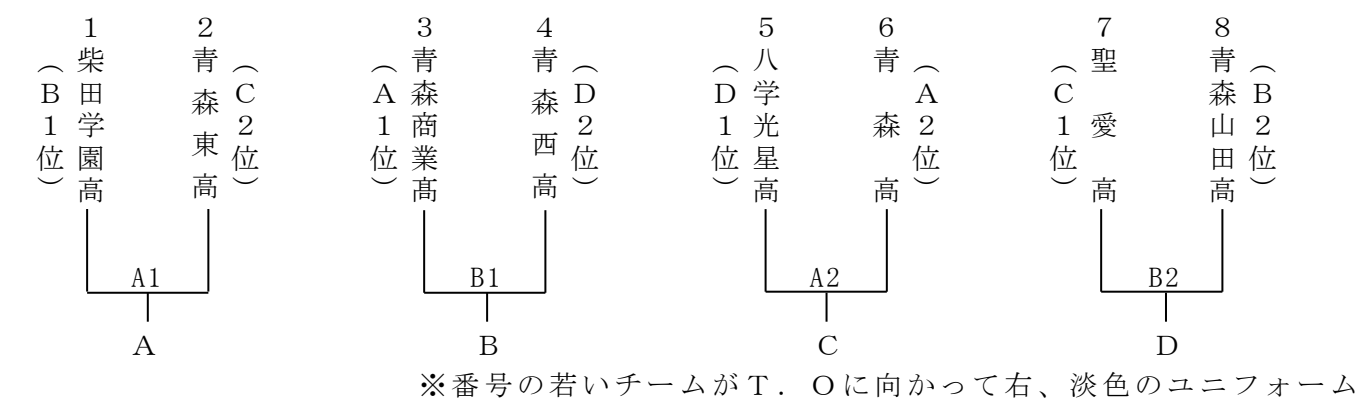 1
柴田学園高
（B1位）
2
青森東高
（C2位）
3
青森商業髙
（A1位）
4
青森西高
（D2位）
5
八学光星高
（D1位）
6
青森高
（A2位）
7
聖愛高
（C1位）
8
青森山田高
（B2位）
A1
B1
A2
B2
A
B
C
D
※番号の若いチームがT．Oに向かって右、淡色のユニフォーム